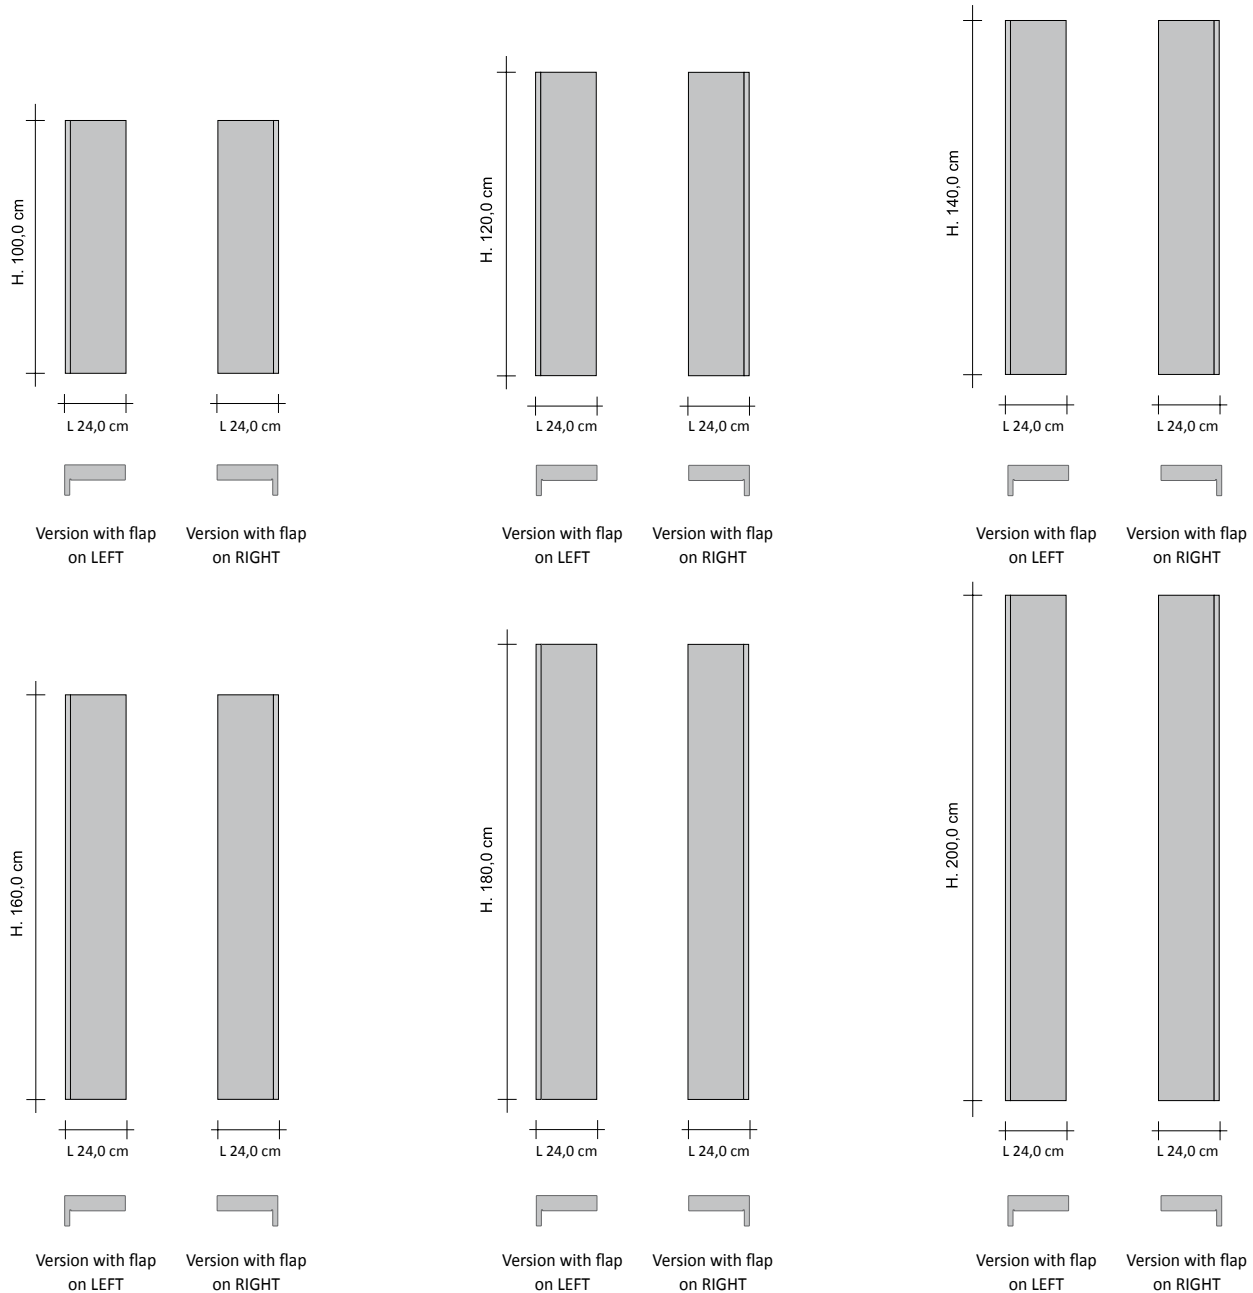 H. 100,0 cm
L 24,0 cm
L 24,0 cm
Version with flap
on LEFT
Version with flap
on RIGHT
H. 120,0 cm
L 24,0 cm
L 24,0 cm
Version with flap
on LEFT
Version with flap
on RIGHT
H. 140,0 cm
L 24,0 cm
L 24,0 cm
Version with flap
on LEFT
Version with flap
on RIGHT
H. 160,0 cm
L 24,0 cm
L 24,0 cm
Version with flap
on LEFT
Version with flap
on RIGHT
H. 180,0 cm
L 24,0 cm
L 24,0 cm
Version with flap
on LEFT
Version with flap
on RIGHT
H. 200,0 cm
L 24,0 cm
L 24,0 cm
Version with flap
on LEFT
Version with flap
on RIGHT